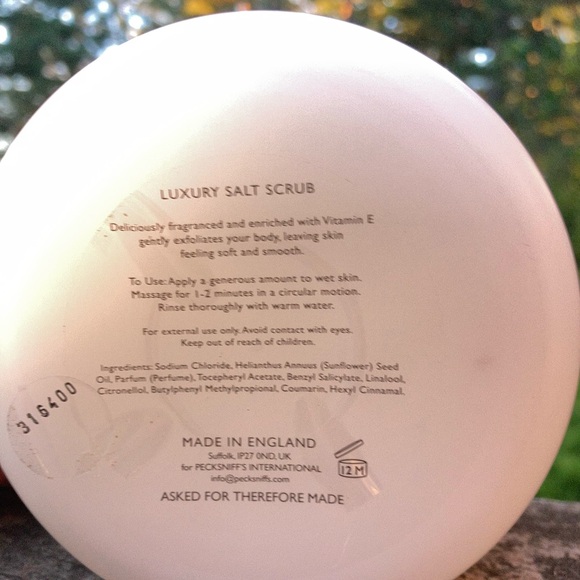 LUXURY SALT SCRUB
Deliciously fragranced and enriched with Vitamin E
gently exfoliates your body, leaving skin
feeling soft and smooth.
To Use: Apply a generous amount to wet skin.
Massage for 1-2 minutes in a circular motion.
Rinse thoroughly with warm water.
For external use only. Avoid contact with eyes.
Keep out of reach of children.
Ingredients: Sodium Chloride, Helianthus Annuus (Sunflower) Seed
Oil, Parfum (Perfume), Tocepheryl Acetate, Benzyl Salicylate, Linalool,
Citronellol, Butylphenyl Methylpropional, Coumarin, Hexyl Cinnamal.
316400
MADE IN ENGLAND
Suffolk, IP27 0ND, UK
for PECKSNIFF'S INTERNATIONAL
info@pecksniffs.com
12 M
ASKED FOR THEREFORE MADE